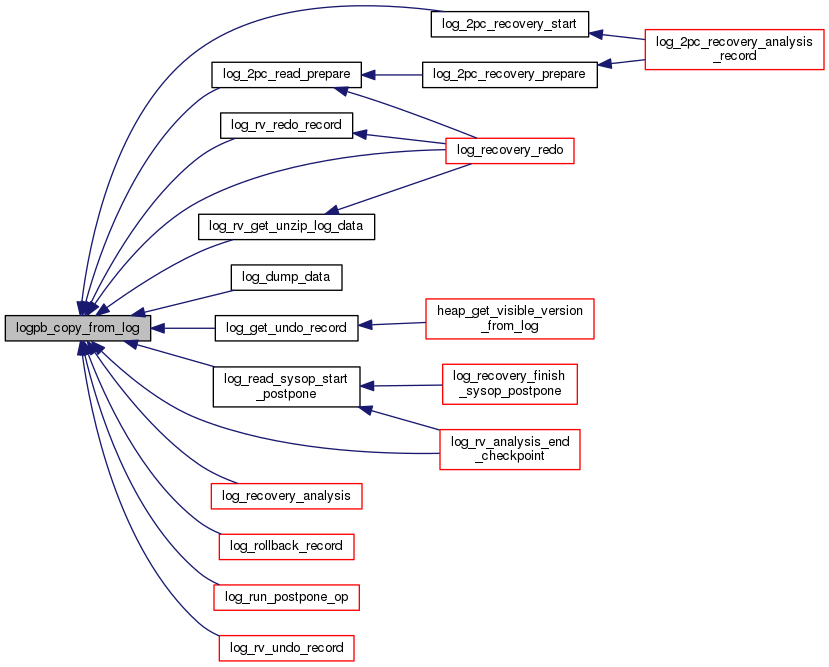 log_2pc_recovery_start
log_2pc_recovery_analysis
_record
log_2pc_read_prepare
log_2pc_recovery_prepare
log_rv_redo_record
log_recovery_redo
log_rv_get_unzip_log_data
log_dump_data
logpb_copy_from_log
log_get_undo_record
heap_get_visible_version
_from_log
log_read_sysop_start
_postpone
log_recovery_finish
_sysop_postpone
log_rv_analysis_end
_checkpoint
log_recovery_analysis
log_rollback_record
log_run_postpone_op
log_rv_undo_record